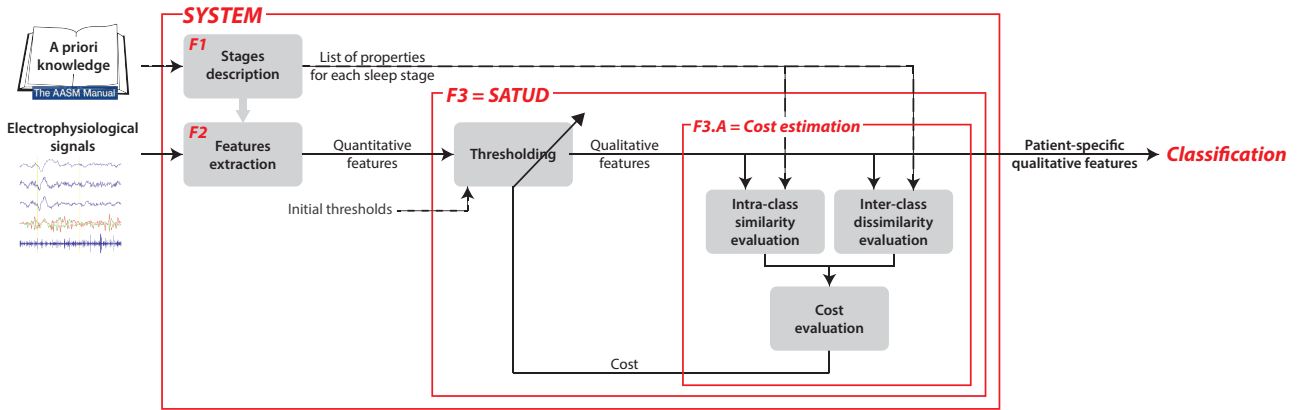 SYSTEM
A priori
knowledge
The AASM Manual
F1
Stages
description
List of properties
for each sleep stage
F3 = SATUD
Electrophysiological
signals
F2
Features
extraction
Quantitative
features
Thresholding
Qualitative
features
F3.A = Cost estimation
Patient-specific
qualitative features
Classification
Initial thresholds
Intra-class
similarity
evaluation
Inter-class
dissimilarity
evaluation
Cost
evaluation
Cost